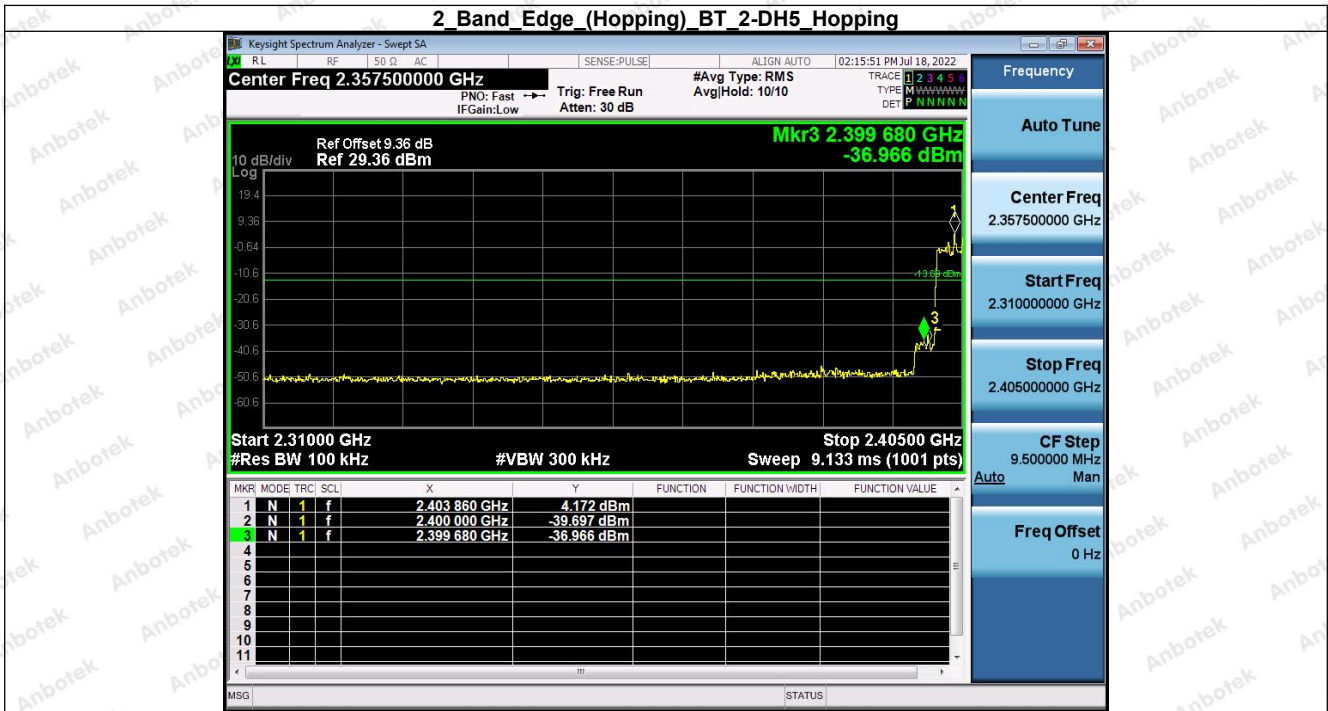 2_Band_Edge_(Hopping)_BT_2-DH5_Hopping
Keysight Spectrum Analyzer - Swept SA
LXI RL RF 50 Ω AC SENSE:PULSE ALIGN AUTO 02:15:51 PM Jul 18, 2022
Center Freq 2.357500000 GHz
PNO: Fast
IFGain:Low
Trig: Free Run
Atten: 30 dB
#Avg Type: RMS
Avg|Hold: 10/10
TRACE 1 2 3 4 5 6
TYPE M WWWWW
DET P N N N N N
Frequency
Mkr3 2.399 680 GHz
-36.966 dBm
Ref Offset 9.36 dB
10 dB/div Ref 29.36 dBm
Log
19.4
9.36
-0.64
-10.6
-20.6
-30.6
-40.6
-50.6
-60.6
1
3
Start 2.31000 GHz Stop 2.40500 GHz
#Res BW 100 kHz #VBW 300 kHz Sweep 9.133 ms (1001 pts)
MKR MODE TRC SCL X Y FUNCTION FUNCTION WIDTH FUNCTION VALUE
1 N 1 f 2.403 860 GHz 4.172 dBm
2 N 1 f 2.400 000 GHz -39.697 dBm
3 N 1 f 2.399 680 GHz -36.966 dBm
4
5
6
7
8
9
10
11
MSG STATUS
Auto Tune
Center Freq
2.357500000 GHz
Start Freq
2.310000000 GHz
Stop Freq
2.405000000 GHz
CF Step
9.500000 MHz
Auto Man
Freq Offset
0 Hz
Anbotek